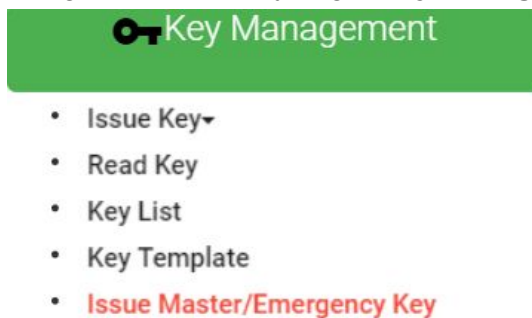 Key Management
Issue Key
Read Key
Key List
Key Template
Issue Master/Emergency Key